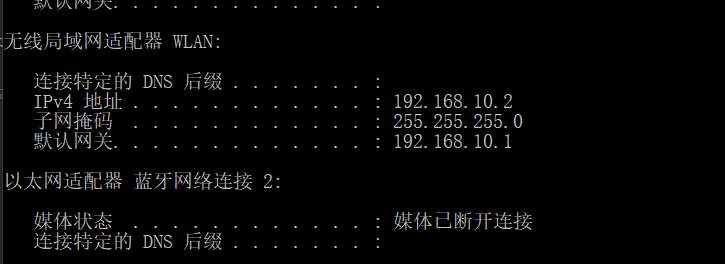 默认网关. . . . . . . . . . . . . :
无线局域网适配器 WLAN:
连接特定的 DNS 后缀 . . . . . . . :
IPv4 地址 . . . . . . . . . . . . : 192.168.10.2
子网掩码  . . . . . . . . . . . . : 255.255.255.0
默认网关. . . . . . . . . . . . . : 192.168.10.1
以太网适配器 蓝牙网络连接 2:
媒体状态  . . . . . . . . . . . . : 媒体已断开连接
连接特定的 DNS 后缀 . . . . . . . :